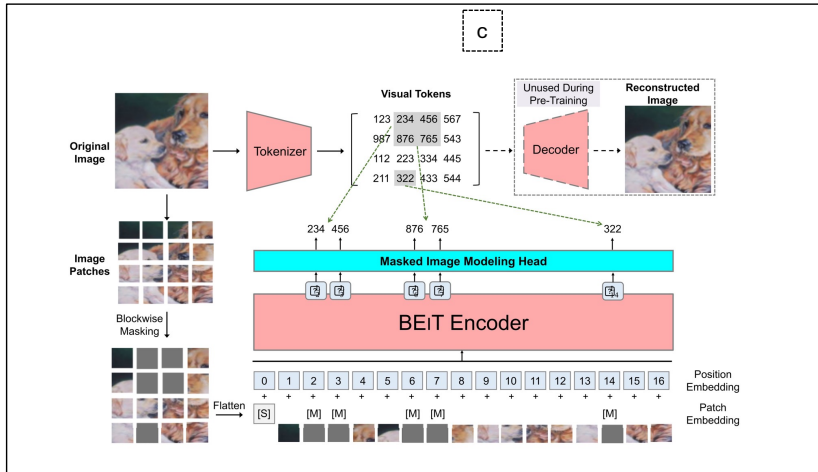 C
Visual Tokens
Unused During
Pre-Training
Reconstructed
Image
Original
Image
Tokenizer
123 234 456 567
987 876 765 543
112 223 334 445
211 322 433 544
Decoder
234 456 876 765 322
Image
Patches
Masked Image Modeling Head
Blockwise
Masking
BEIT Encoder
0 1 2 3 4 5 6 7 8 9 10 11 12 13 14 15 16
Position
Embedding
+ + + + + + + + + + + + + + + + +
Flatten
[S] [M] [M] [M] [M] [M]
Patch
Embedding